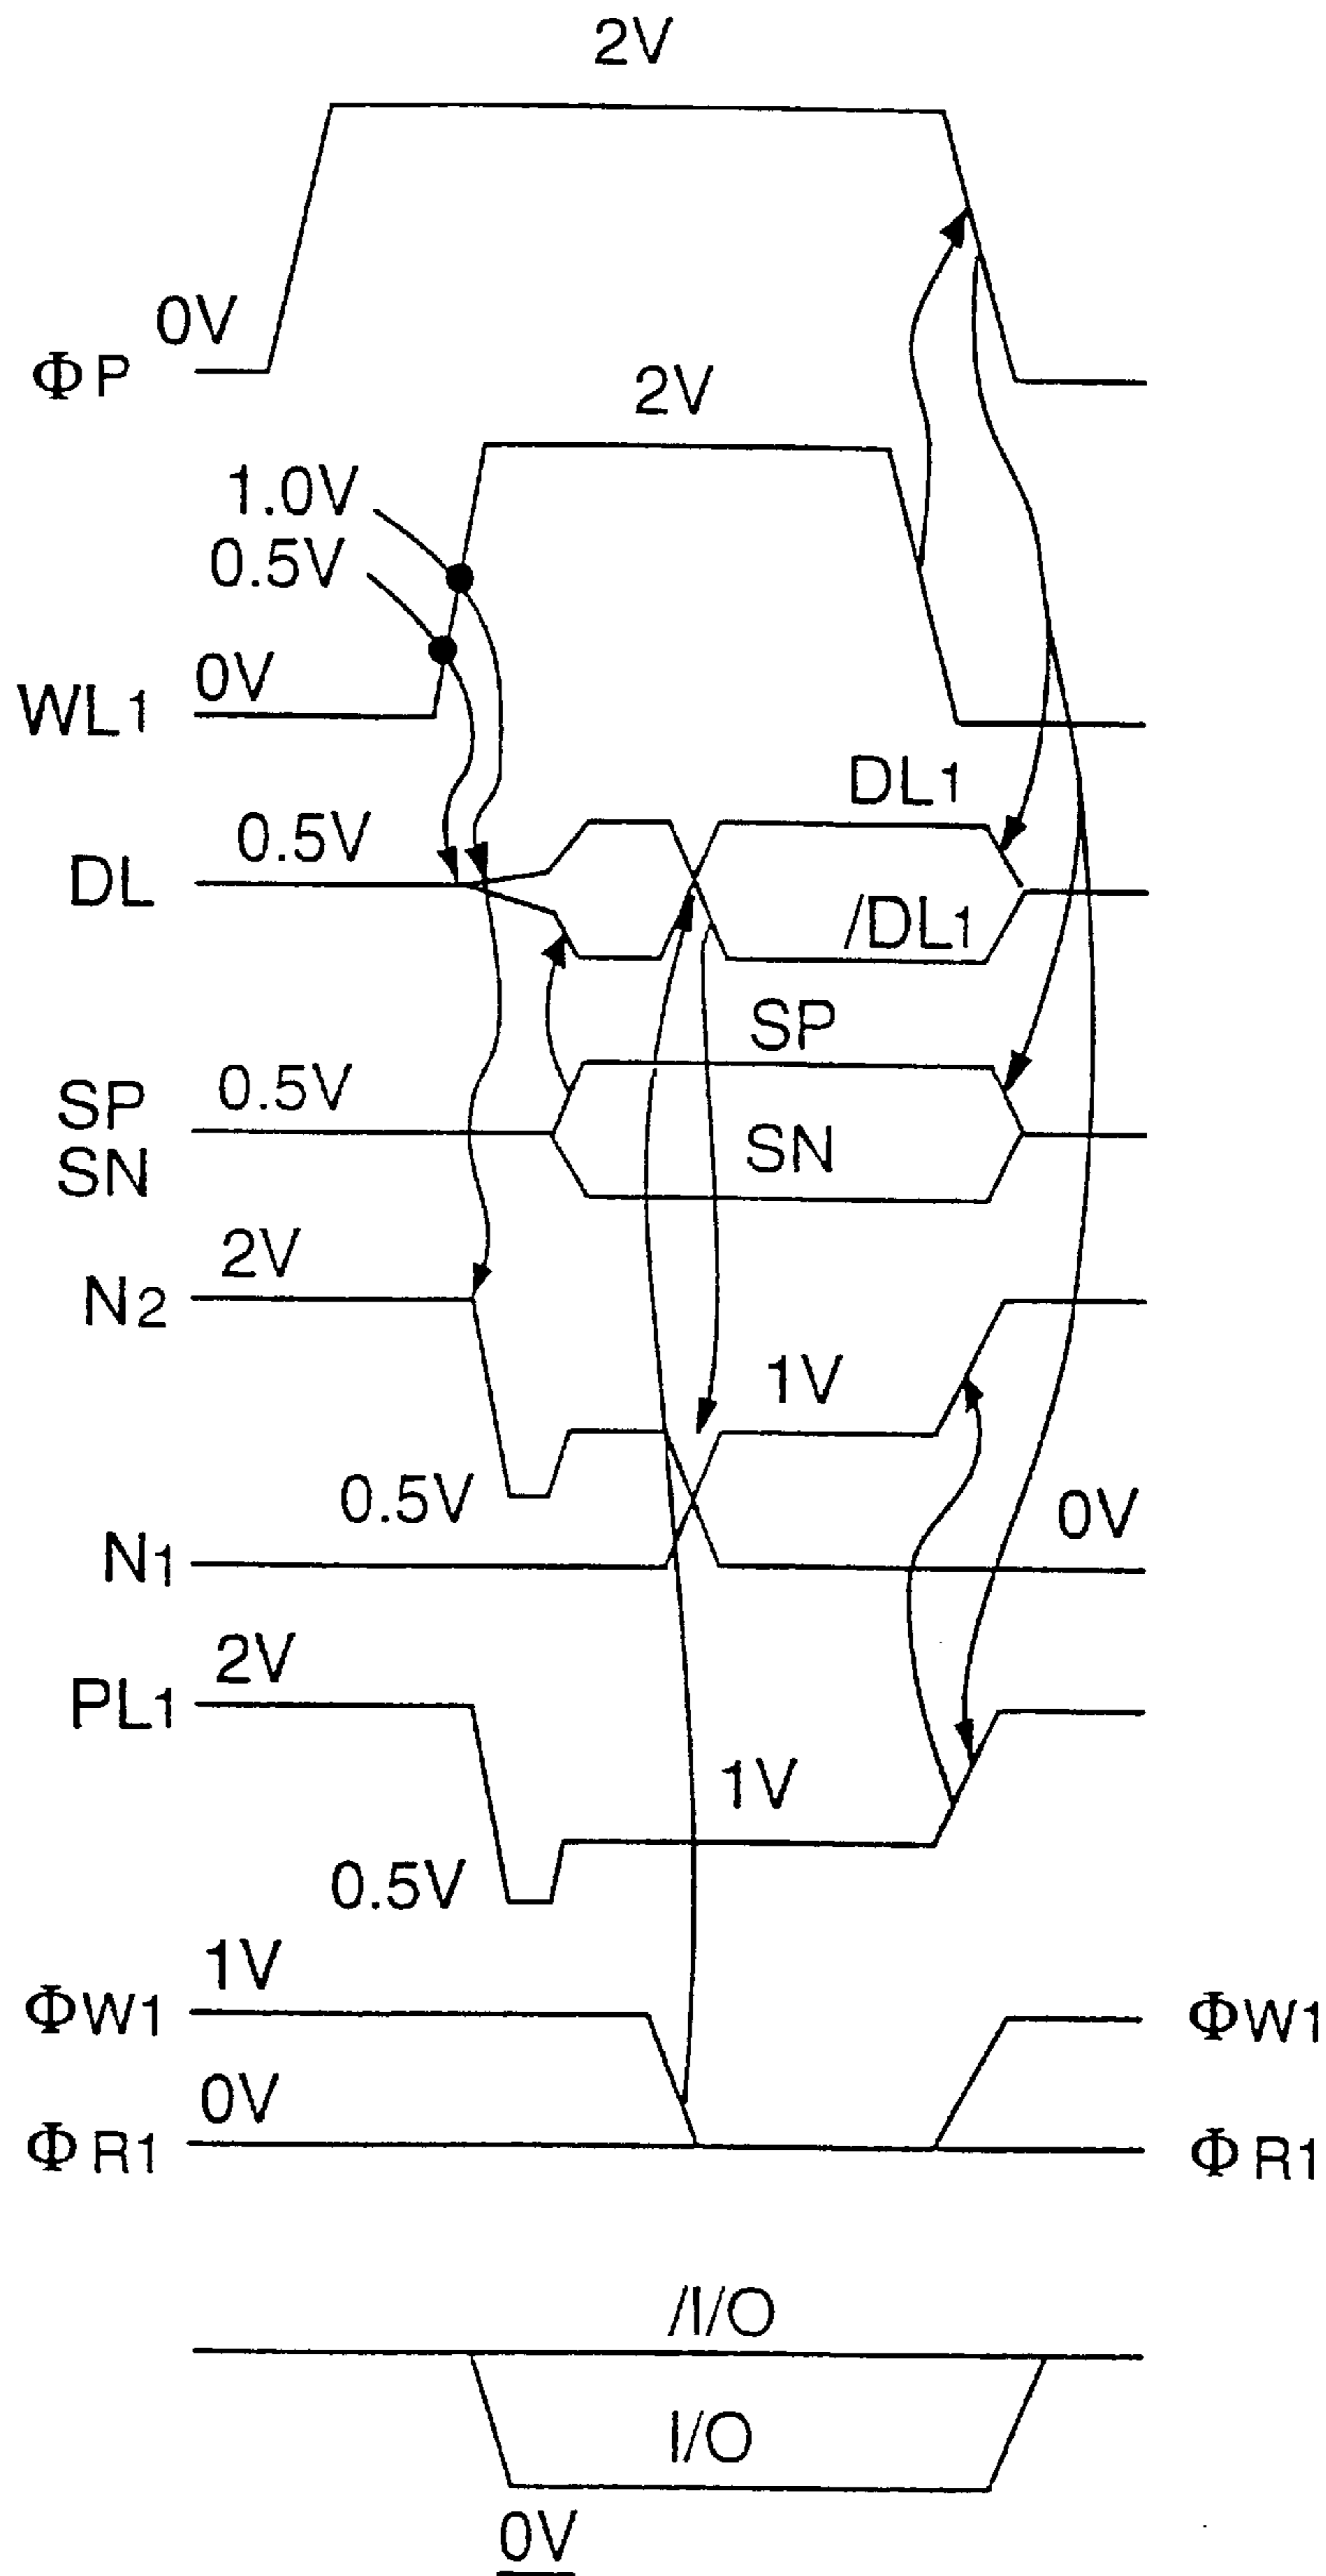 2V
0V
ΦP
2V
1.0V
0.5V
0V
WL1
DL1
0.5V
DL
/DL1
SP
0.5V
SP
SN
SN
2V
N2
1V
0.5V
0V
N1
2V
PL1
1V
0.5V
1V
ΦW1 ΦW1
0V
ΦR1 ΦR1
/I/O
I/O
0V